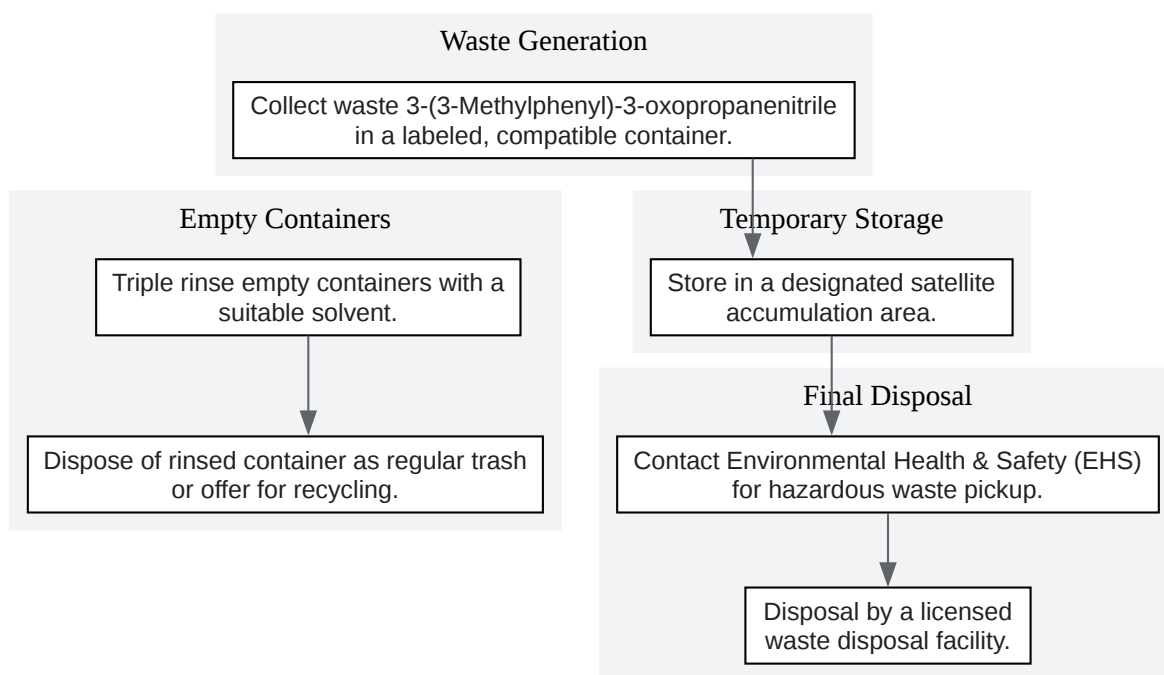 Waste Generation
Collect waste 3-(3-Methylphenyl)-3-oxopropanenitrile
in a labeled, compatible container.
Empty Containers
Triple rinse empty containers with a
suitable solvent.
Dispose of rinsed container as regular trash
or offer for recycling.
Temporary Storage
Store in a designated satellite
accumulation area.
Final Disposal
Contact Environmental Health & Safety (EHS)
for hazardous waste pickup.
Disposal by a licensed
waste disposal facility.